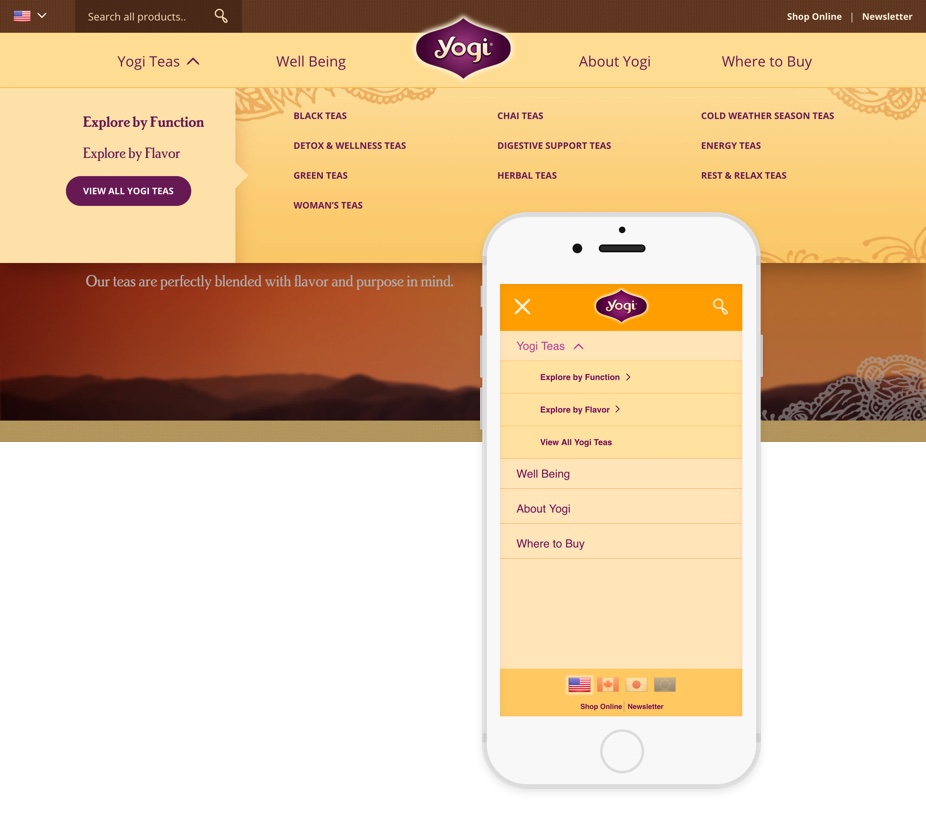 Search all products..
Shop Online | Newsletter
Yogi Teas
Well Being
yogi®
About Yogi
Where to Buy
Explore by Function
Explore by Flavor
VIEW ALL YOGI TEAS
BLACK TEAS
CHAI TEAS
COLD WEATHER SEASON TEAS
DETOX & WELLNESS TEAS
DIGESTIVE SUPPORT TEAS
ENERGY TEAS
GREEN TEAS
HERBAL TEAS
REST & RELAX TEAS
WOMAN'S TEAS
Our teas are perfectly blended with flavor and purpose in mind.
yogi
Yogi Teas
Explore by Function
Explore by Flavor
View All Yogi Teas
Well Being
About Yogi
Where to Buy
Shop Online | Newsletter